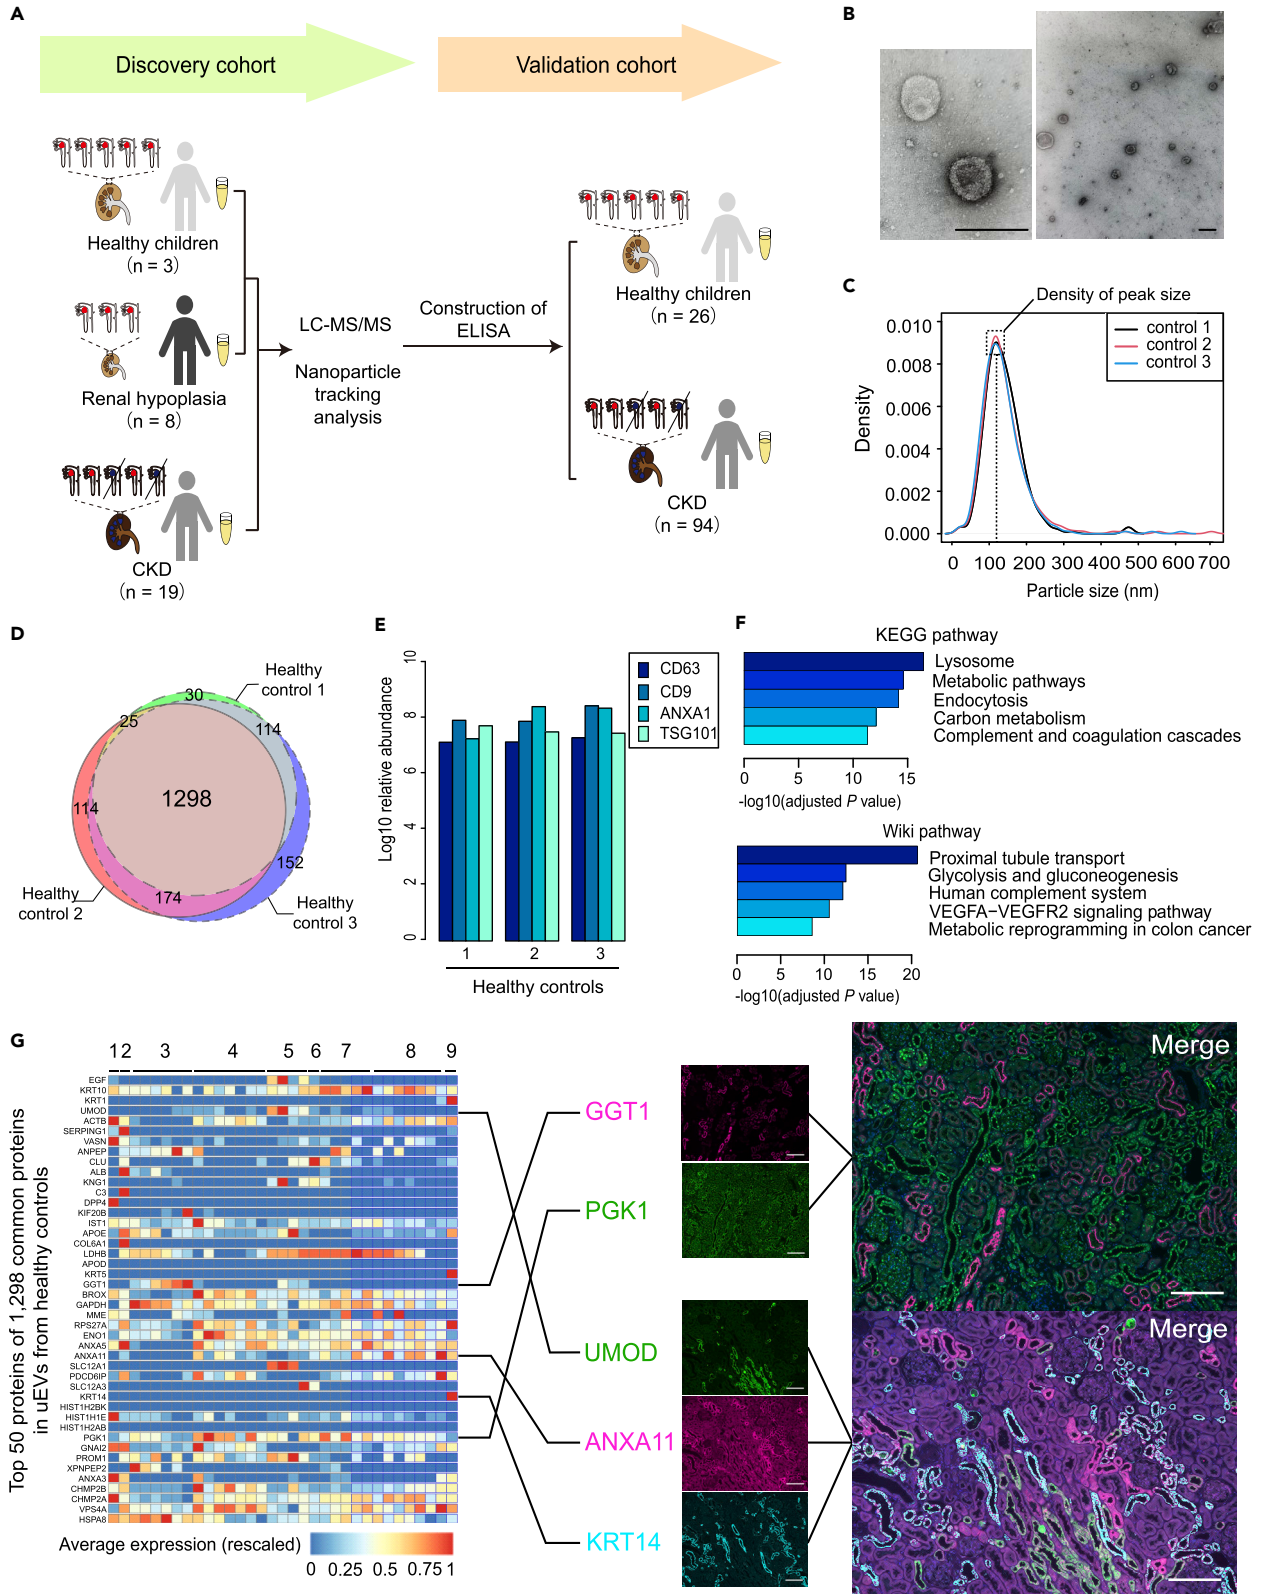 A
Discovery cohort
Validation cohort
Healthy children
(n = 3)
Renal hypoplasia
(n = 8)
CKD
(n = 19)
LC-MS/MS
Nanoparticle
tracking
analysis
Construction of
ELISA
Healthy children
(n = 26)
CKD
(n = 94)
B
C
Density of peak size
control 1
control 2
control 3
Density
0.010
0.008
0.006
0.004
0.002
0.000
0 100 200 300 400 500 600 700
Particle size (nm)
D
Healthy
control 1
30
25
114
1298
114
152
174
Healthy
control 2
Healthy
control 3
E
Log10 relative abundance
10
8
6
4
2
0
CD63
CD9
ANXA1
TSG101
1 2 3
Healthy controls
F
KEGG pathway
Lysosome
Metabolic pathways
Endocytosis
Carbon metabolism
Complement and coagulation cascades
0 5 10 15
-log10(adjusted P value)
Wiki pathway
Proximal tubule transport
Glycolysis and gluconeogenesis
Human complement system
VEGFA−VEGFR2 signaling pathway
Metabolic reprogramming in colon cancer
0 5 10 15 20
-log10(adjusted P value)
G
1 2 3 4 5 6 7 8 9
Top 50 proteins of 1,298 common proteins
in uEVs from healthy controls
EGF
KRT10
KRT1
UMOD
ACTB
SERPING1
VASN
ANPEP
CLU
ALB
KNG1
C3
DPP4
KIF20B
IST1
APOE
COL6A1
LDHB
APOD
KRT5
GGT1
BROX
GAPDH
MME
RPS27A
ENO1
ANXA5
ANXA11
SLC12A1
PDCD6IP
SLC12A3
KRT14
HIST1H2BK
HIST1H1E
HIST1H2AB
PGK1
GNAI2
PROM1
XPNPEP2
ANXA3
CHMP2B
CHMP2A
VPS4A
HSPA8
Average expression (rescaled)
0 0.25 0.5 0.75 1
GGT1
PGK1
UMOD
ANXA11
KRT14
Merge
Merge